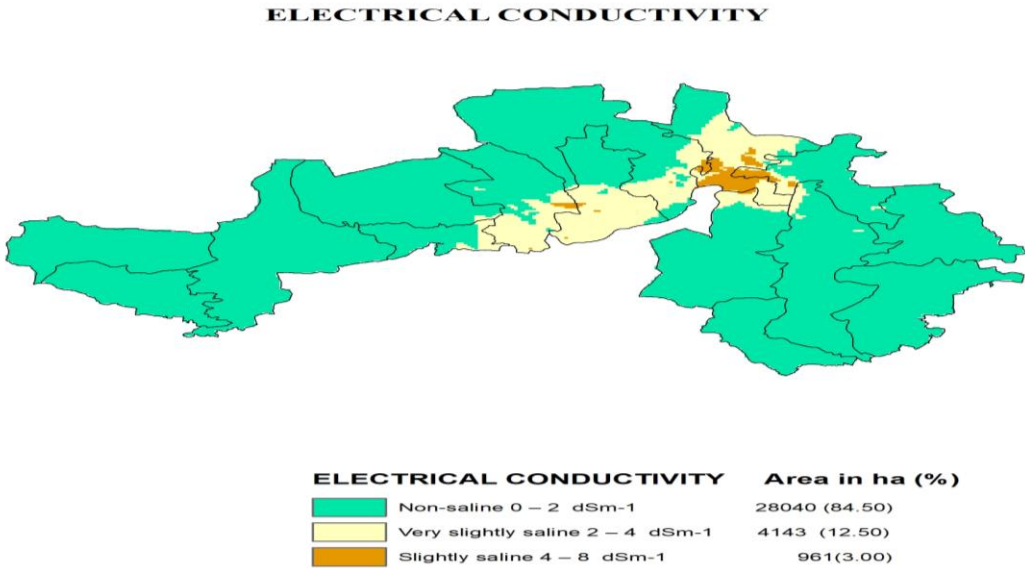 ELECTRICAL CONDUCTIVITY
ELECTRICAL CONDUCTIVITY Area in ha (%)
Non-saline 0 – 2 dSm-1 28040 (84.50)
Very slightly saline 2 – 4 dSm-1 4143 (12.50)
Slightly saline 4 – 8 dSm-1 961(3.00)